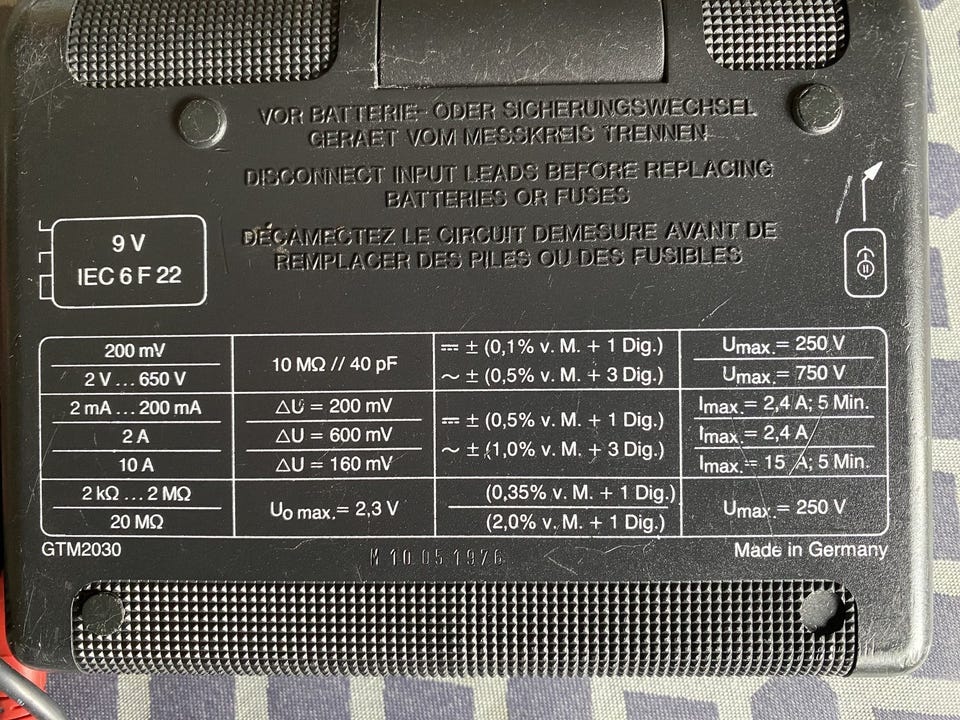 VOR BATTERIE- ODER SICHERUNGSWECHSEL
GERAET VOM MESSKREIS TRENNEN
DISCONNECT INPUT LEADS BEFORE REPLACING
BATTERIES OR FUSES
DÉCAMECTEZ LE CIRCUIT DEMESURE AVANT DE
REMPLACER DES PILES OU DES FUSIBLES
9 V
IEC 6 F 22
200 mV
2 V ... 650 V
10 MΩ // 40 pF
⎓ ± (0,1% v. M. + 1 Dig.)
~ ± (0,5% v. M. + 3 Dig.)
Umax. = 250 V
Umax. = 750 V
2 mA ... 200 mA
2 A
10 A
ΔU = 200 mV
ΔU = 600 mV
ΔU = 160 mV
⎓ ± (0,5% v. M. + 1 Dig.)
~ ± (1,0% v. M. + 3 Dig.)
Imax. = 2,4 A; 5 Min.
Imax. = 2,4 A
Imax. = 15 A; 5 Min.
2 kΩ ... 2 MΩ
20 MΩ
Uo max. = 2,3 V
(0,35% v. M. + 1 Dig.)
(2,0% v. M. + 1 Dig.)
Umax. = 250 V
GTM2030
M 10 05 1976
Made in Germany